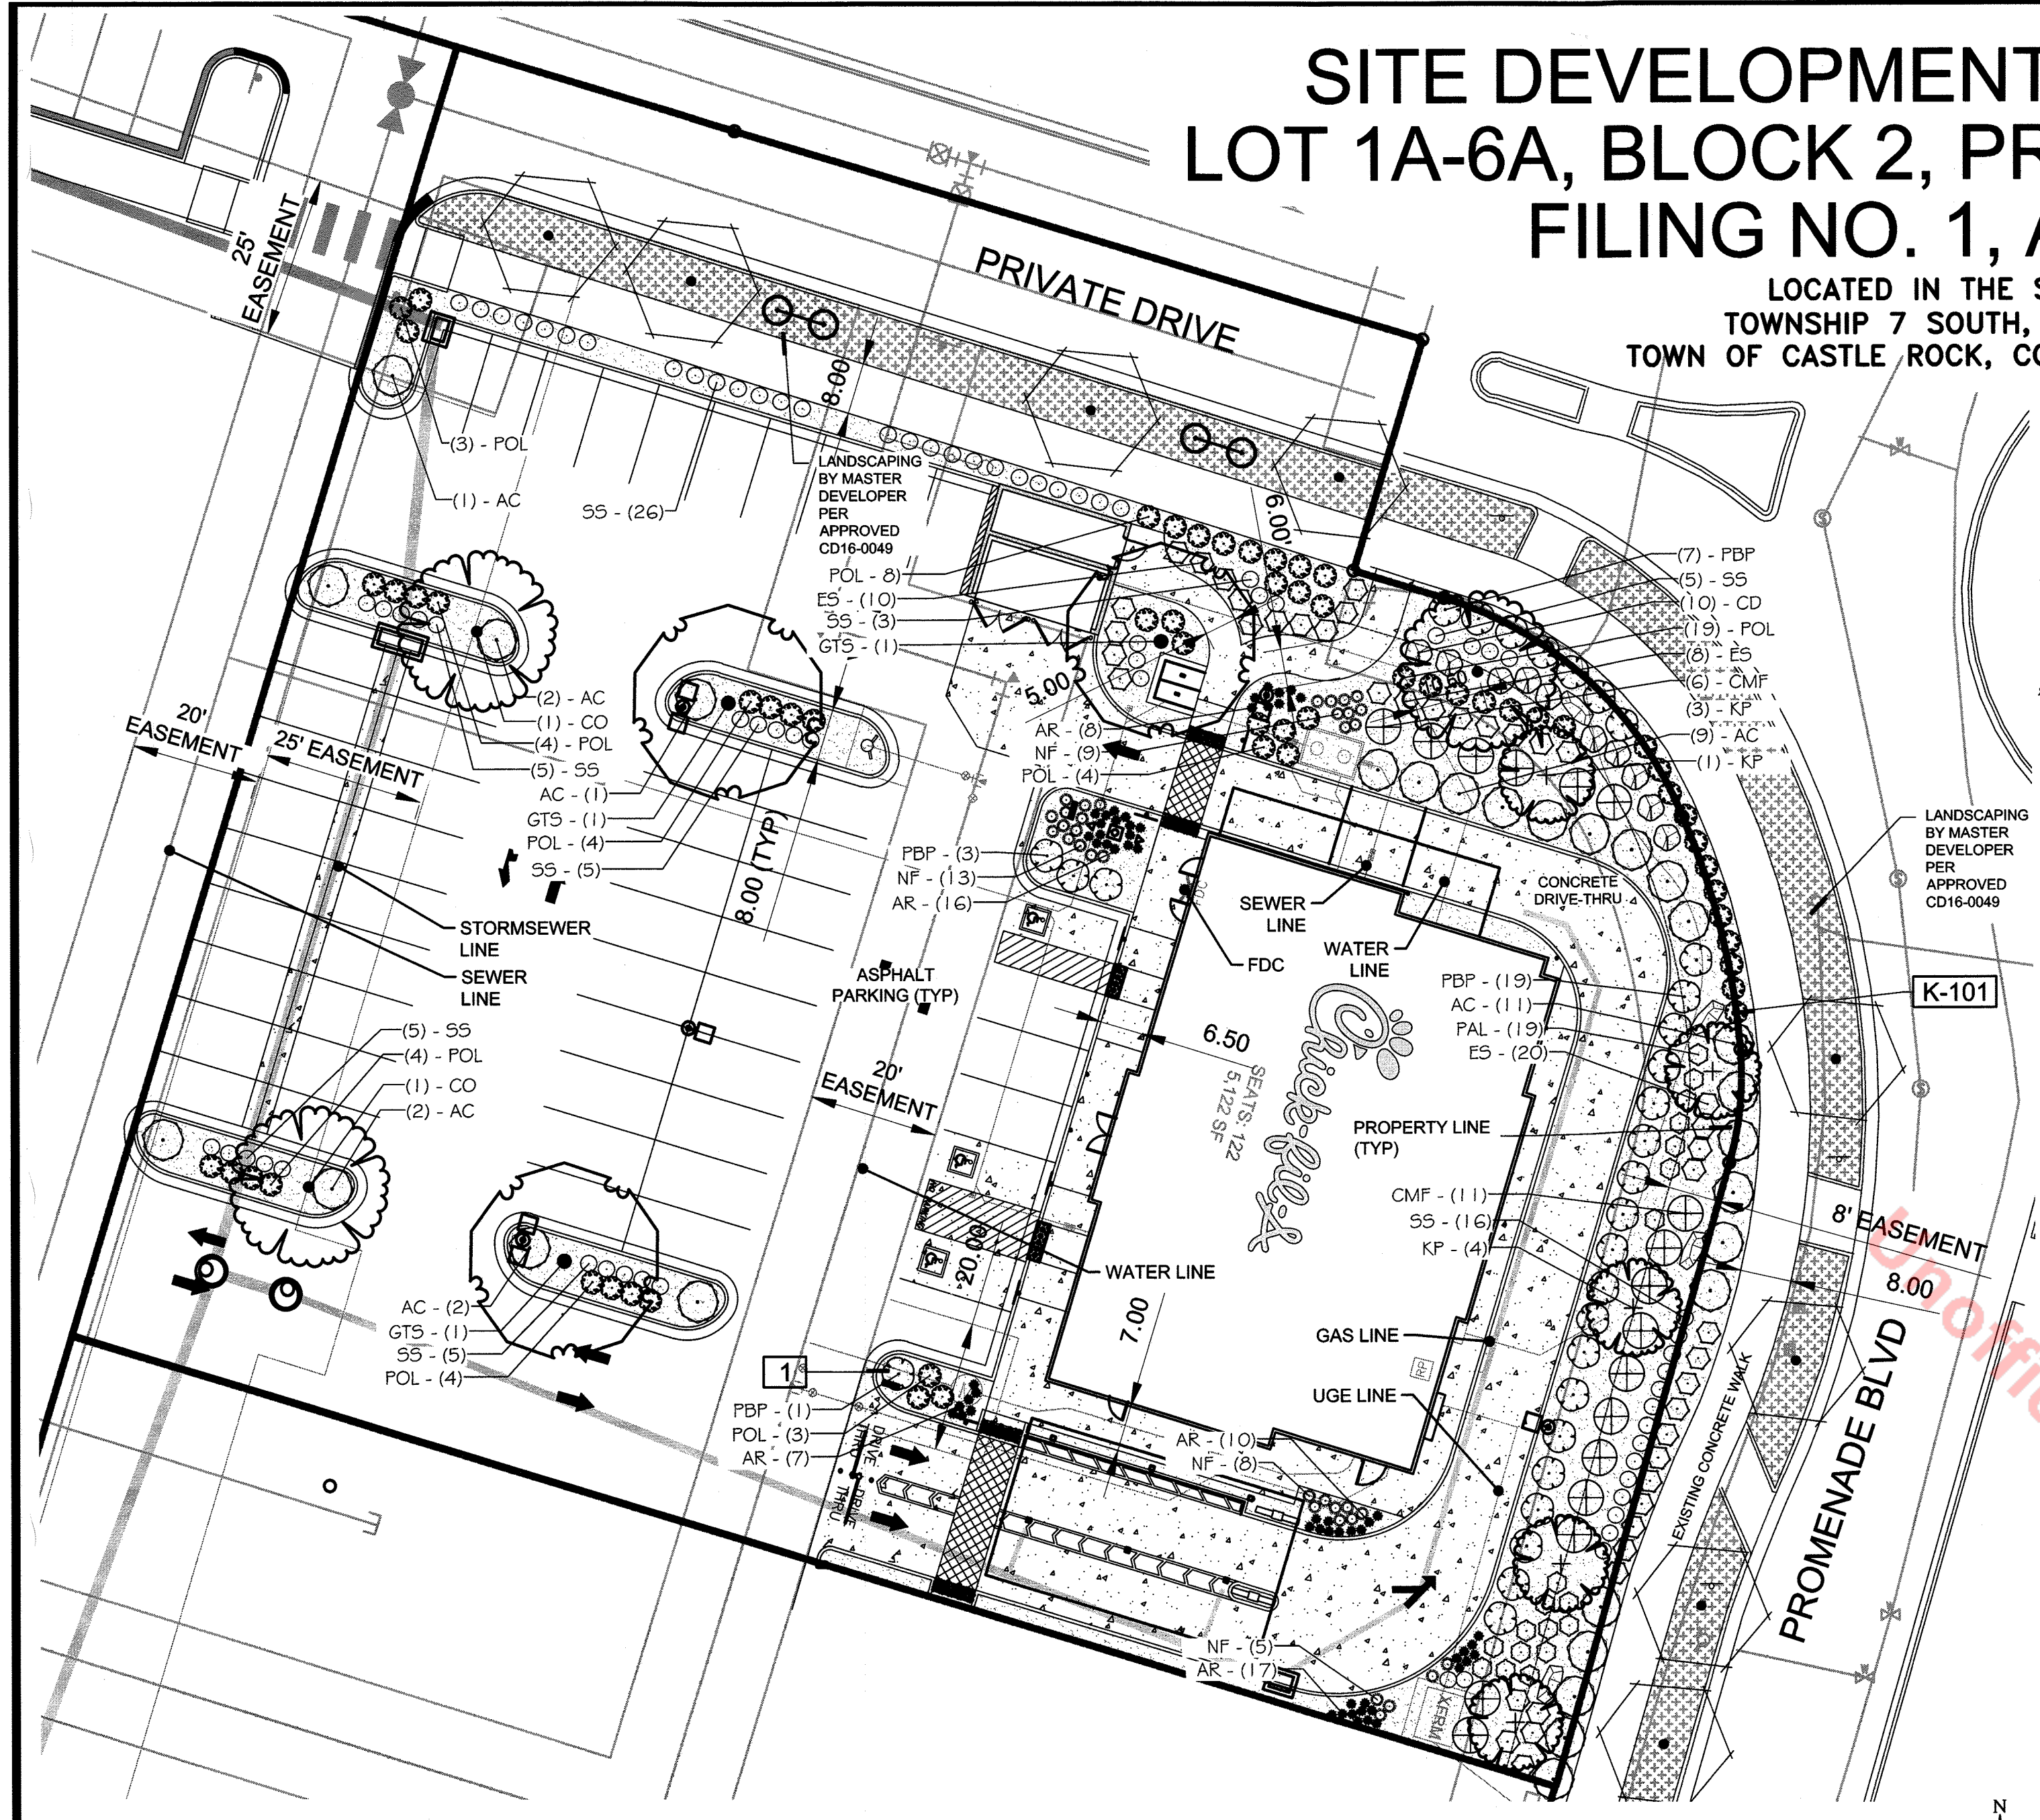 SITE DEVELOPMENT
LOT 1A-6A, BLOCK 2, PR
FILING NO. 1, A
LOCATED IN THE S
TOWNSHIP 7 SOUTH,
TOWN OF CASTLE ROCK, CO
25'
EASEMENT
PRIVATE DRIVE
8.00'
6.00'
(3) - POL
(1) - AC
SS - (26)
LANDSCAPING
BY MASTER
DEVELOPER
PER
APPROVED
CD16-0049
POL - 8)
ES - (10)
SS - (3)
GTS - (1)
(7) - PBP
(5) - SS
(10) - CD
(19) - POL
(8) - ES
(6) - CMF
(3) - KP
(9) - AC
(1) - KP
5.00
20'
EASEMENT
25' EASEMENT
(2) - AC
(1) - CO
(4) - POL
(5) - SS
AC - (1)
GTS - (1)
POL - (4)
SS - (5)
8.00 (TYP)
AR - (8)
NF - (9)
POL - (4)
PBP - (3)
NF - (13)
AR - (16)
LANDSCAPING
BY MASTER
DEVELOPER
PER
APPROVED
CD16-0049
STORMSEWER
LINE
SEWER
LINE
ASPHALT
PARKING (TYP)
SEWER
LINE
WATER
LINE
FDC
CONCRETE
DRIVE-THRU
K-101
PBP - (19)
AC - (11)
PAL - (19)
ES - (20)
6.50
SEATS: 122
5,122 SF
Chick-fil-A
20'
EASEMENT
PROPERTY LINE
(TYP)
(5) - SS
(4) - POL
(1) - CO
(2) - AC
CMF - (11)
SS - (16)
KP - (4)
8' EASEMENT
8.00
20.00
WATER LINE
7.00
GAS LINE
UGE LINE
AC - (2)
GTS - (1)
SS - (5)
POL - (4)
1
PBP - (1)
POL - (3)
AR - (7)
DRIVE
THRU
DRIVE
THRU
AR - (10)
NF - (8)
EXISTING CONCRETE WALK
PROMENADE BLVD
Unoffic
NF - (5)
AR - (17)
XFRM
N